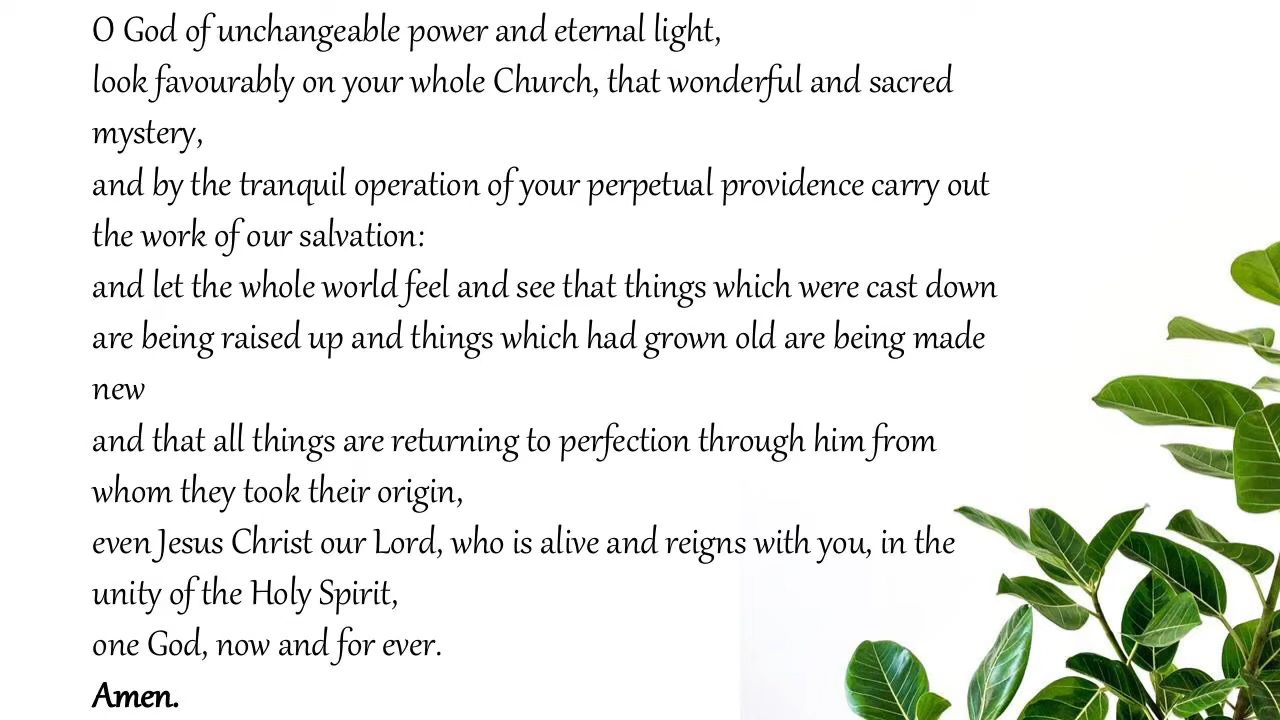 O God of unchangeable power and eternal light,
look favourably on your whole Church, that wonderful and sacred
mystery,
and by the tranquil operation of your perpetual providence carry out
the work of our salvation:
and let the whole world feel and see that things which were cast down
are being raised up and things which had grown old are being made
new
and that all things are returning to perfection through him from
whom they took their origin,
even Jesus Christ our Lord, who is alive and reigns with you, in the
unity of the Holy Spirit,
one God, now and for ever.
Amen.